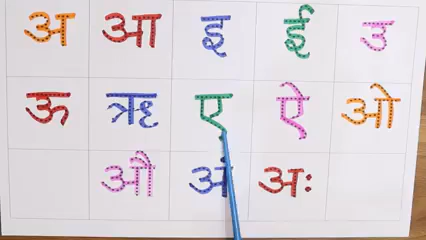 अ आ इ ई उ
ऊ ऋ ए ऐ ओ
औ अं अः